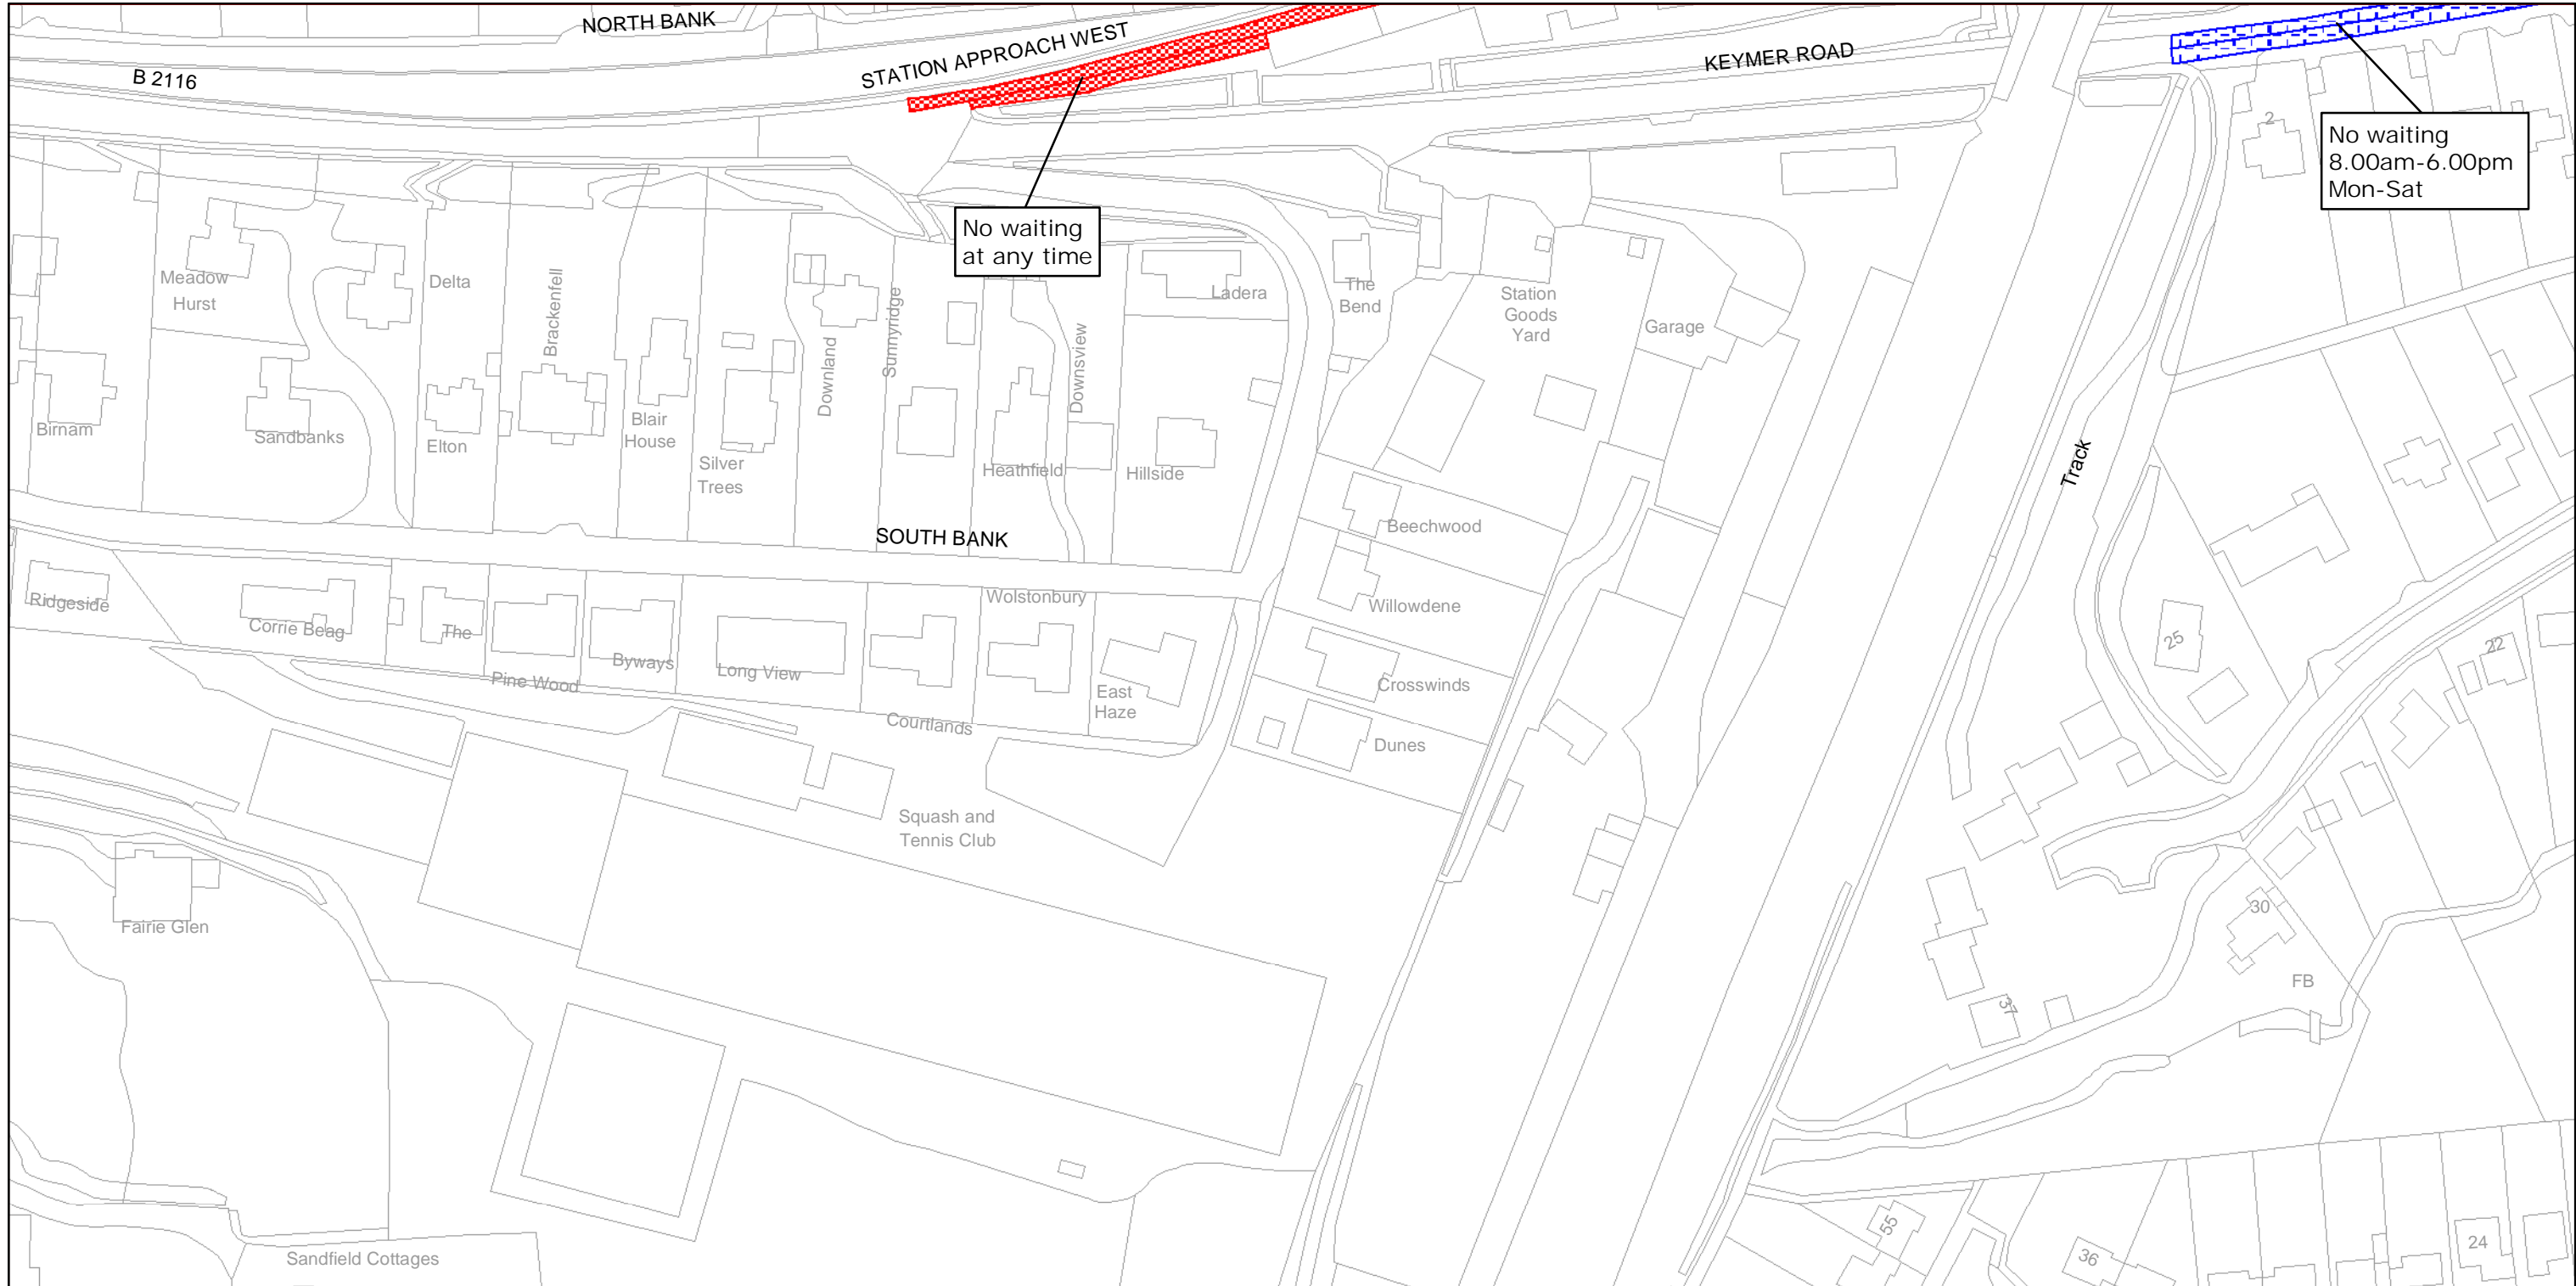 NORTH BANK
STATION APPROACH WEST
KEYMER ROAD
B 2116
2
No waiting
8.00am-6.00pm
Mon-Sat
No waiting
at any time
Meadow
Hurst
Delta
Brackenfell
Sunnyridge
Ladera
The
Bend
Station
Goods
Yard
Garage
Downland
Downsview
Birnam
Sandbanks
Elton
Blair
House
Silver
Trees
Heathfield
Hillside
Track
SOUTH BANK
Beechwood
Ridgeside
Corrie Beag
The
Pine Wood
Byways
Long View
Wolstonbury
Willowdene
25
22
East
Haze
Courtlands
Crosswinds
Dunes
Squash and
Tennis Club
Fairie Glen
30
FB
37
55
36
24
Sandfield Cottages